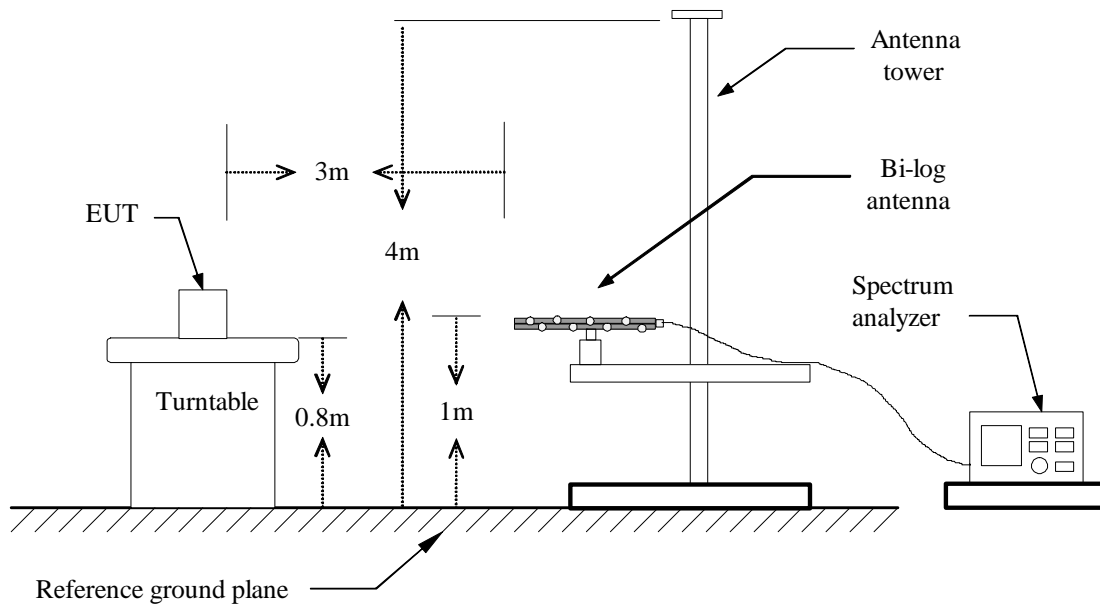 Antenna
tower
3m
Bi-log
antenna
EUT
4m
Spectrum
analyzer
Turntable
0.8m
1m
Reference ground plane